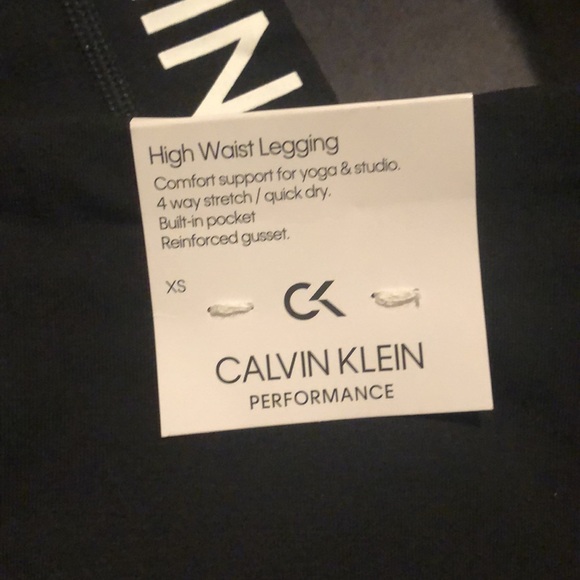 IN
High Waist Legging
Comfort support for yoga & studio.
4 way stretch / quick dry.
Built-in pocket
Reinforced gusset.
XS
CK
CALVIN KLEIN
PERFORMANCE